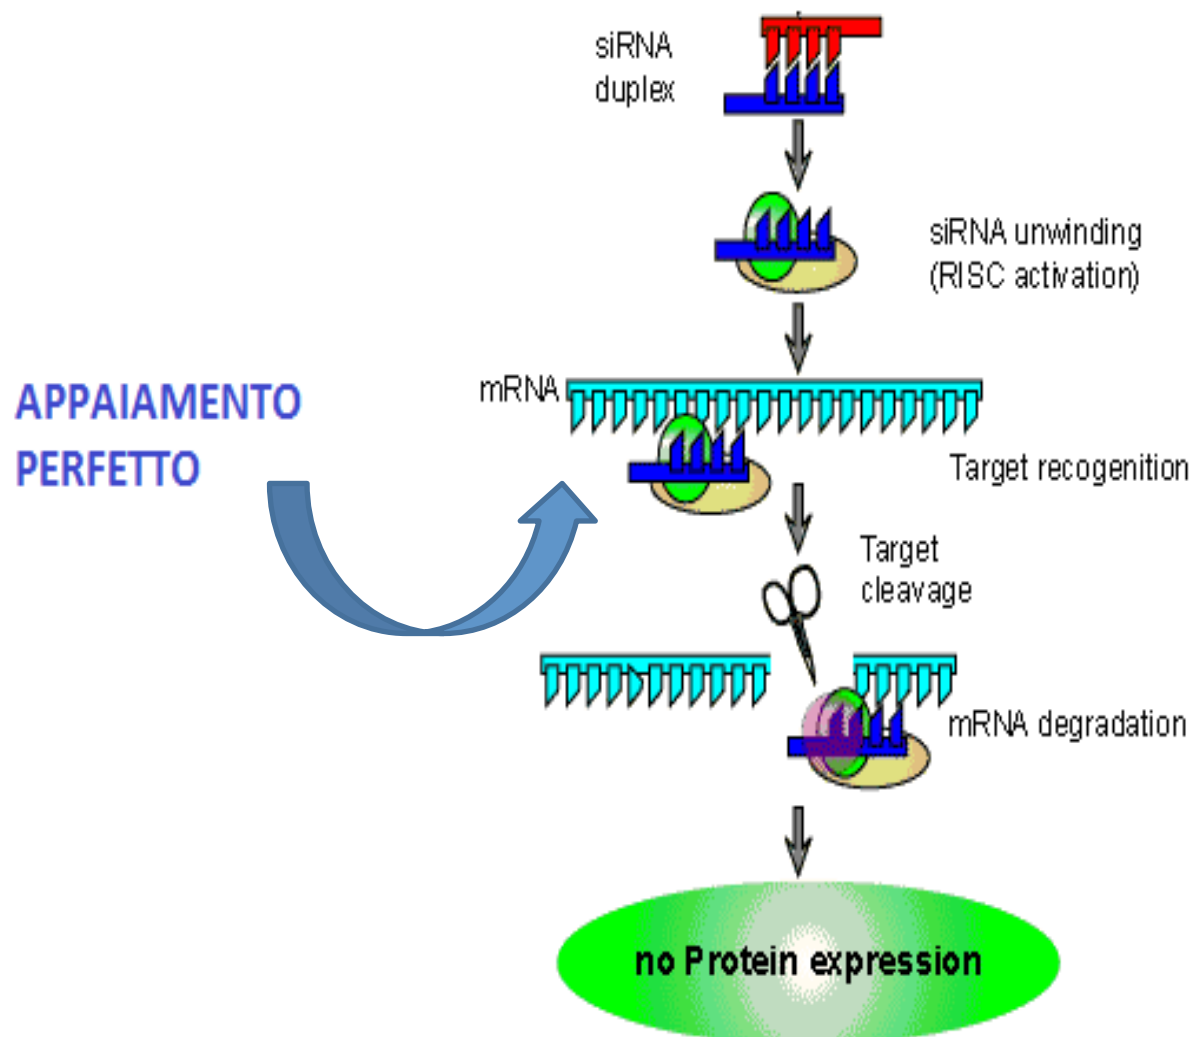 siRNA
duplex
siRNA unwinding
(RISC activation)
mRNA
APPAIAMENTO
PERFETTO
Target recogenition
Target
cleavage
mRNA degradation
no Protein expression